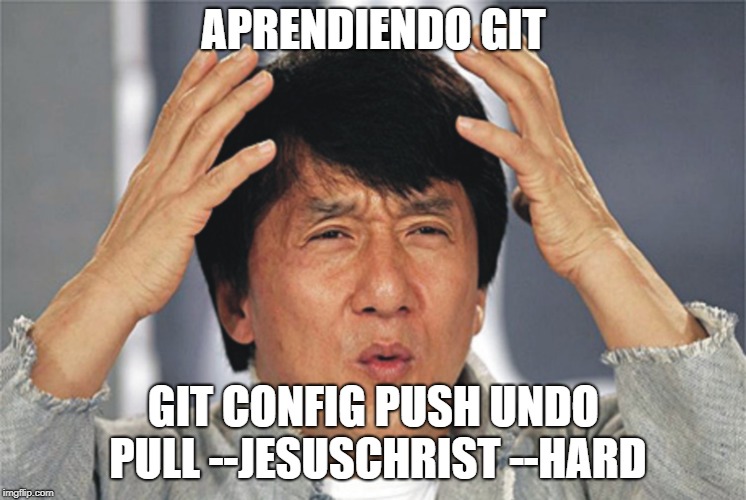 APRENDIENDO GIT
GIT CONFIG PUSH UNDO
PULL --JESUSCHRIST --HARD
imgflip.com